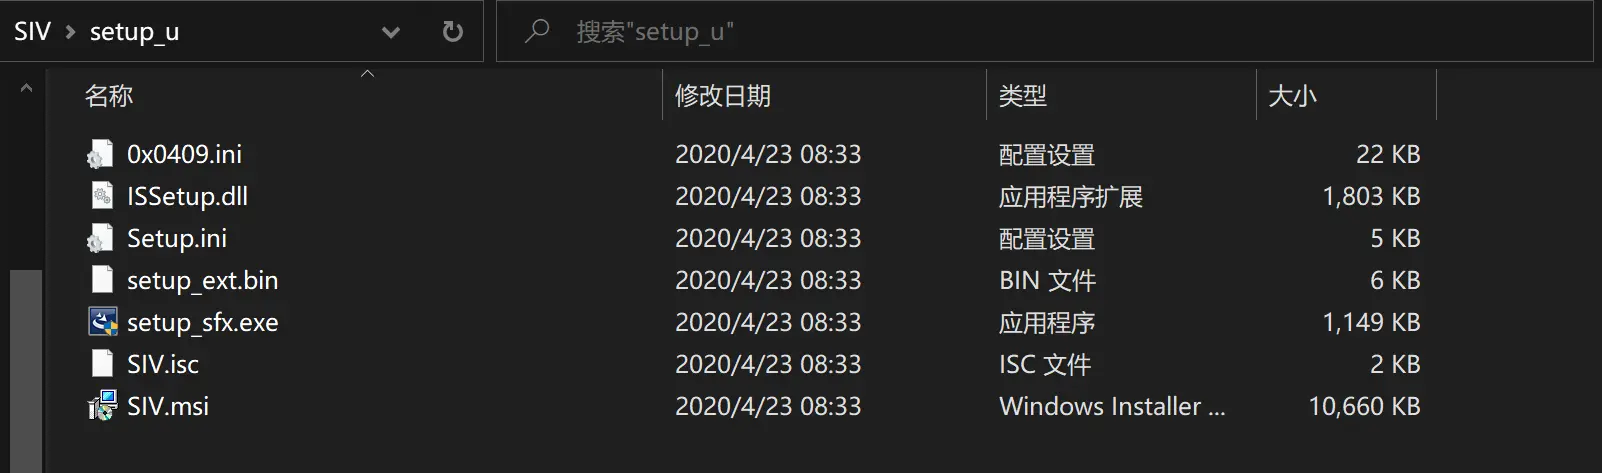 SIV > setup_u 搜索"setup_u"
名称 修改日期 类型 大小
0x0409.ini 2020/4/23 08:33 配置设置 22 KB
ISSetup.dll 2020/4/23 08:33 应用程序扩展 1,803 KB
Setup.ini 2020/4/23 08:33 配置设置 5 KB
setup_ext.bin 2020/4/23 08:33 BIN 文件 6 KB
setup_sfx.exe 2020/4/23 08:33 应用程序 1,149 KB
SIV.isc 2020/4/23 08:33 ISC 文件 2 KB
SIV.msi 2020/4/23 08:33 Windows Installer ... 10,660 KB